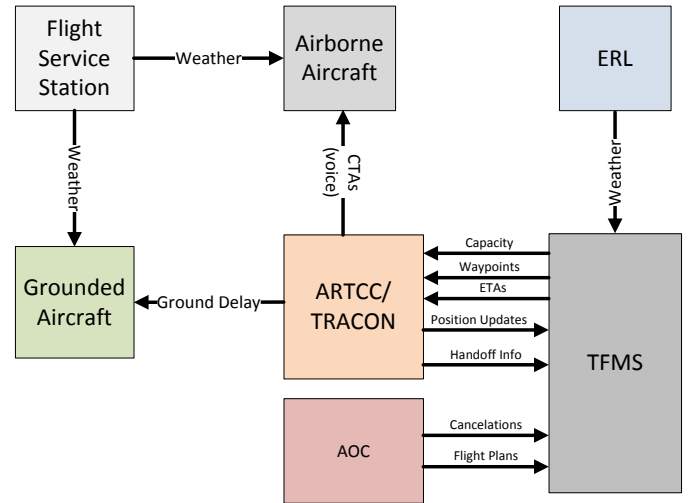 Flight
Service
Station
Weather
Airborne
Aircraft
ERL
Weather
CTAs
(voice)
Weather
Grounded
Aircraft
Ground Delay
ARTCC/
TRACON
Capacity
Waypoints
ETAs
Position Updates
Handoff Info
TFMS
AOC
Cancelations
Flight Plans